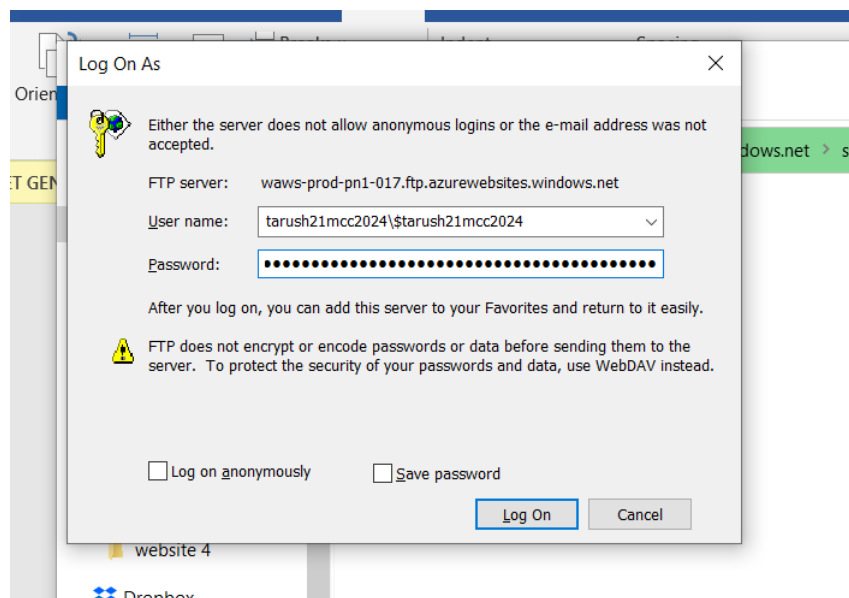 Log On As
Orien
Either the server does not allow anonymous logins or the e-mail address was not
accepted.
dows.net > s
ET GEN
FTP server: waws-prod-pn1-017.ftp.azurewebsites.windows.net
User name: tarush21mcc2024\$tarush21mcc2024
Password:
After you log on, you can add this server to your Favorites and return to it easily.
FTP does not encrypt or encode passwords or data before sending them to the
server. To protect the security of your passwords and data, use WebDAV instead.
Log on anonymously
Save password
Log On
Cancel
website 4
Dropbox